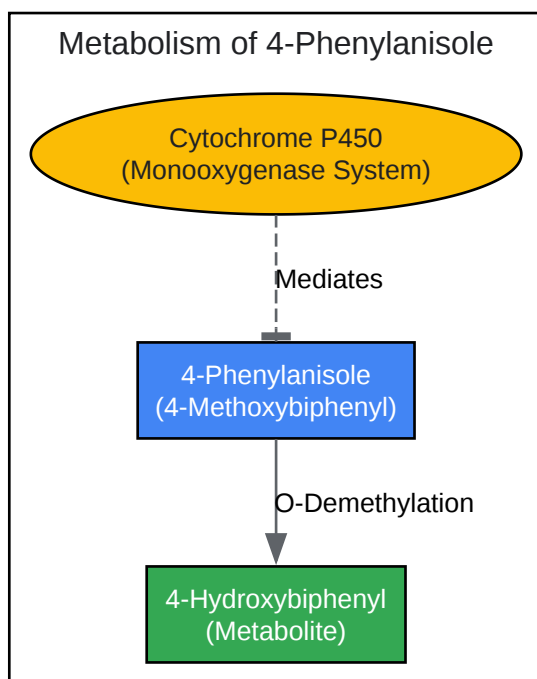 Metabolism of 4-Phenylanisole
Cytochrome P450
(Monooxygenase System)
Mediates
4-Phenylanisole
(4-Methoxybiphenyl)
O-Demethylation
4-Hydroxybiphenyl
(Metabolite)